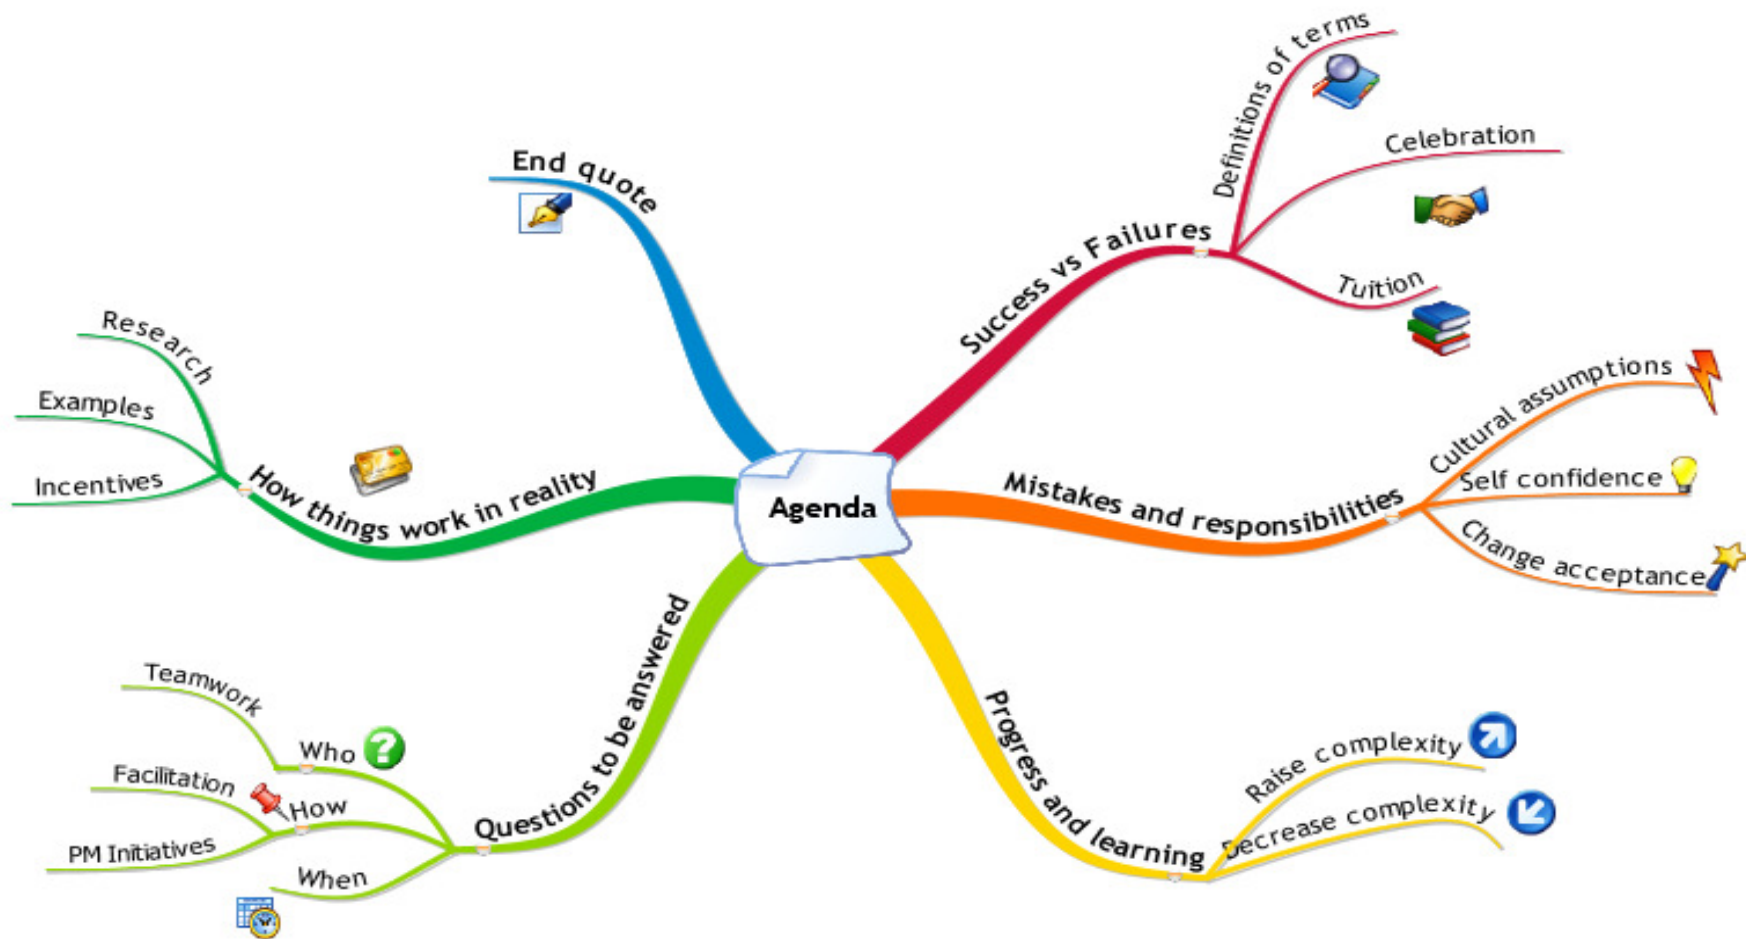 Agenda
Success vs Failures
Definitions of terms
Celebration
Tuition
Mistakes and responsibilities
Cultural assumptions
Self confidence
Change acceptance
Progress and learning
Raise complexity
Decrease complexity
Questions to be answered
Who
Teamwork
How
Facilitation
PM Initiatives
When
How things work in reality
Research
Examples
Incentives
End quote